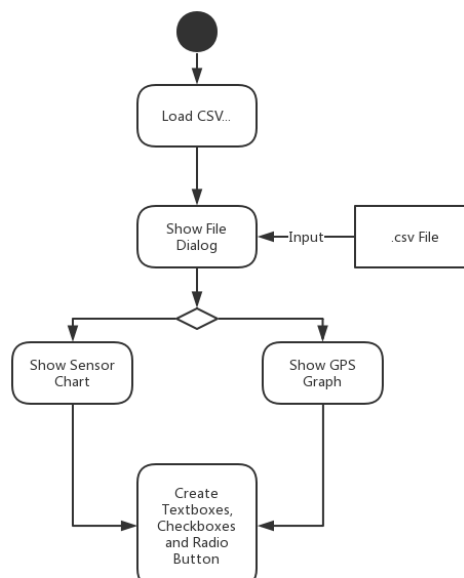 Load CSV...
Show File
Dialog
Input
.csv File
Show Sensor
Chart
Show GPS
Graph
Create
Textboxes,
Checkboxes
and Radio
Button